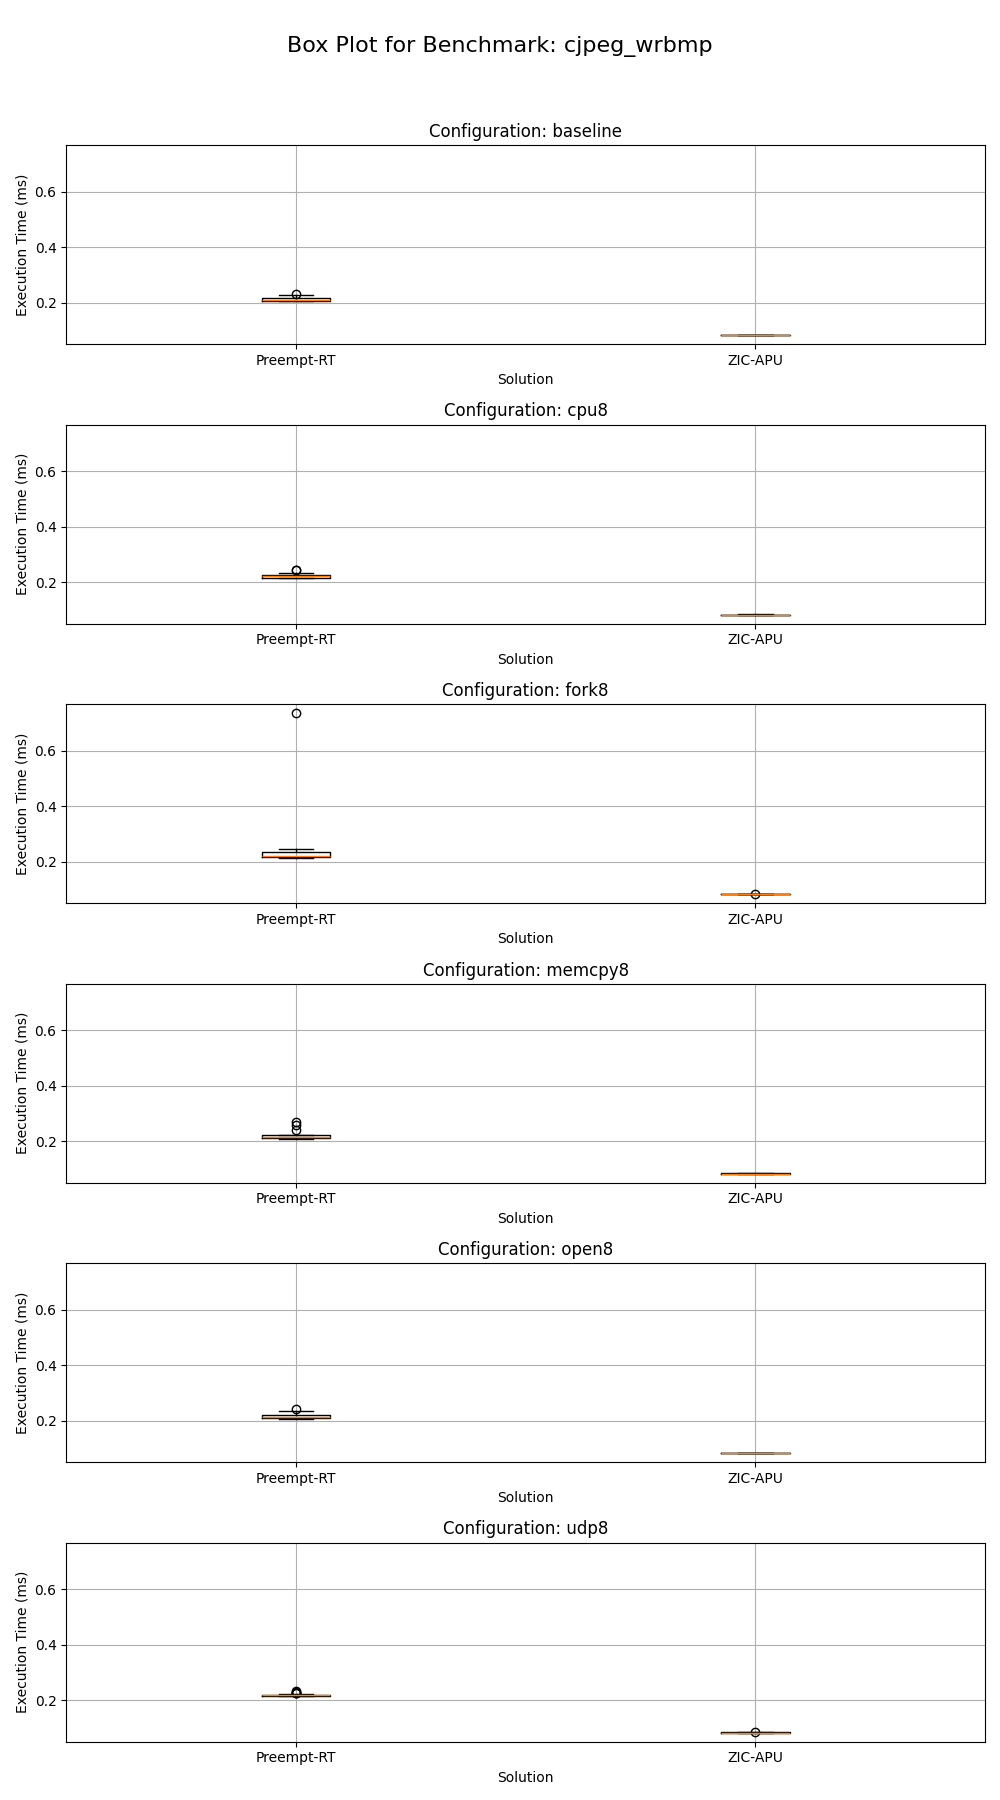 Box Plot for Benchmark: cjpeg_wrbmp
Configuration: baseline
Execution Time (ms)
0.6
0.4
0.2
Preempt-RT
ZIC-APU
Solution
Configuration: cpu8
Execution Time (ms)
0.6
0.4
0.2
Preempt-RT
ZIC-APU
Solution
Configuration: fork8
Execution Time (ms)
0.6
0.4
0.2
Preempt-RT
ZIC-APU
Solution
Configuration: memcpy8
Execution Time (ms)
0.6
0.4
0.2
Preempt-RT
ZIC-APU
Solution
Configuration: open8
Execution Time (ms)
0.6
0.4
0.2
Preempt-RT
ZIC-APU
Solution
Configuration: udp8
Execution Time (ms)
0.6
0.4
0.2
Preempt-RT
ZIC-APU
Solution